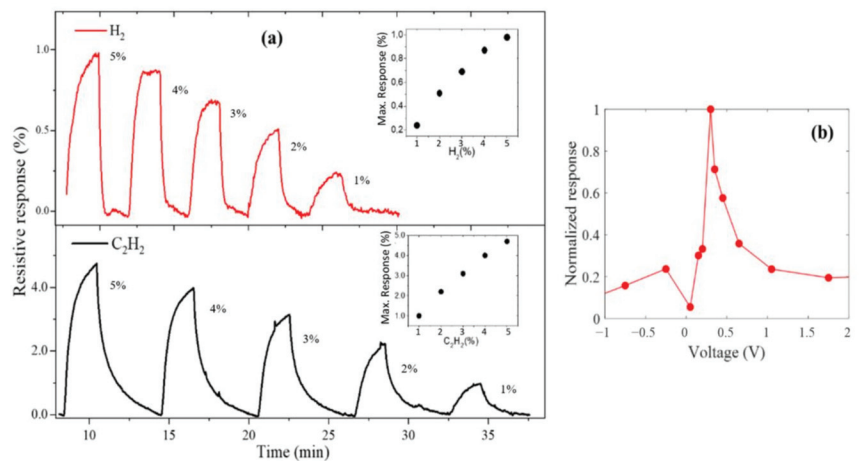 H2
(a)
5%
4%
3%
2%
1%
Max. Response (%)
1.0
0.8
0.6
0.4
0.2
1 2 3 4 5
H2(%)
1.0
0.5
0.0
Resistive response (%)
C2H2
5%
4%
3%
2%
1%
Max. Response (%)
5.0
4.0
3.0
2.0
1.0
1 2 3 4 5
C2H2(%)
4.0
2.0
0.0
10 15 20 25 30 35
Time (min)
(b)
Normalized response
1
0.8
0.6
0.4
0.2
0
−1 −0.5 0 0.5 1 1.5 2
Voltage (V)